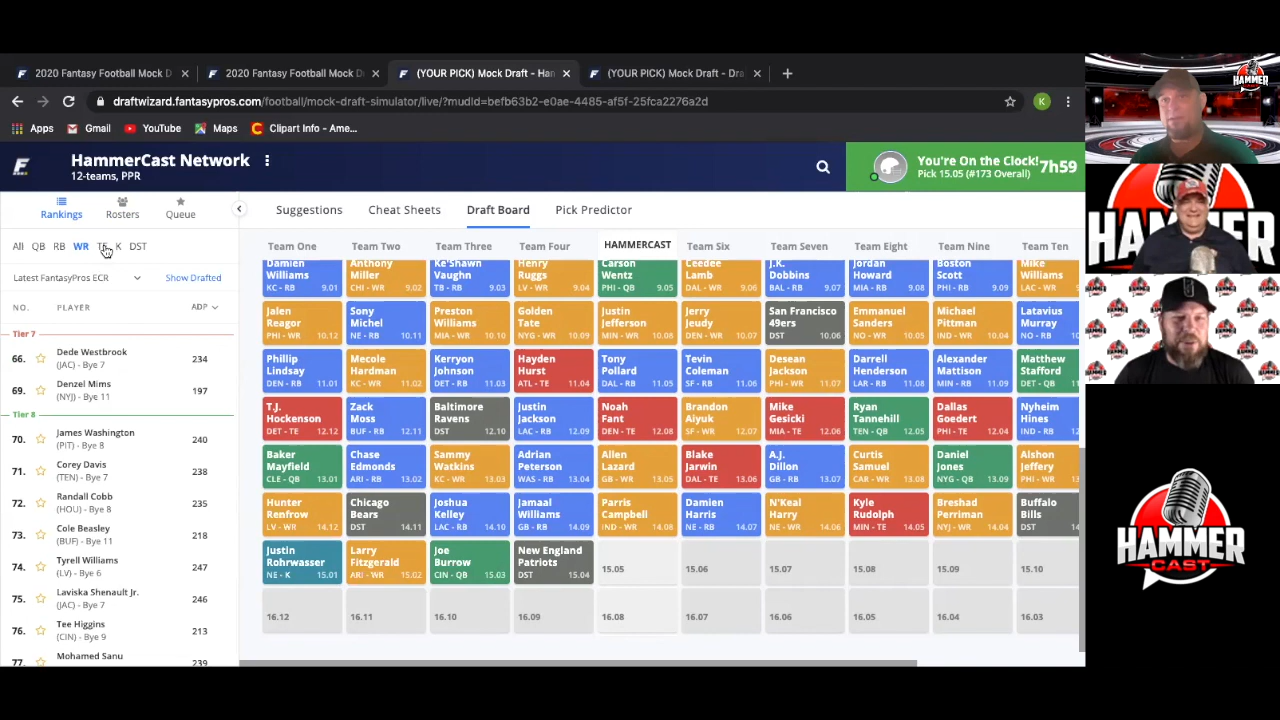 2020 Fantasy Football Mock D
2020 Fantasy Football Mock D
(YOUR PICK) Mock Draft - Han
(YOUR PICK) Mock Draft - Dra
draftwizard.fantasypros.com/football/mock-draft-simulator/live/?mudid=befb63b2-e0ae-4485-af5f-25fca2276a2d
K
Apps
Gmail
YouTube
Maps
Clipart Info - Ame...
HammerCast Network
12-teams, PPR
You're On the Clock!
Pick 15.05 (#173 Overall)
7h59
Rankings
Rosters
Queue
Suggestions
Cheat Sheets
Draft Board
Pick Predictor
All QB RB WR K DST
Latest FantasyPros ECR
Show Drafted
NO. PLAYER ADP
Tier 7
66. Dede Westbrook 234
(JAC) - Bye 7
69. Denzel Mims 197
(NYJ) - Bye 11
Tier 8
70. James Washington 240
(PIT) - Bye 8
71. Corey Davis 238
(TEN) - Bye 7
72. Randall Cobb 235
(HOU) - Bye 8
73. Cole Beasley 218
(BUF) - Bye 11
74. Tyrell Williams 247
(LV) - Bye 6
75. Laviska Shenault Jr. 246
(JAC) - Bye 7
76. Tee Higgins 213
(CIN) - Bye 9
77. Mohamed Sanu 239
Team One Team Two Team Three Team Four HAMMERCAST Team Six Team Seven Team Eight Team Nine Team Ten
Damien Williams KC - RB 9.01
Anthony Miller CHI - WR 9.02
Ke'Shawn Vaughn TB - RB 9.03
Henry Ruggs LV - WR 9.04
Carson Wentz PHI - QB 9.05
Ceedee Lamb DAL - WR 9.06
J.K. Dobbins BAL - RB 9.07
Jordan Howard MIA - RB 9.08
Boston Scott PHI - RB 9.09
Mike Williams LAC - WR
Jalen Reagor PHI - WR 10.12
Sony Michel NE - RB 10.11
Preston Williams MIA - WR 10.10
Golden Tate NYG - WR 10.09
Justin Jefferson MIN - WR 10.08
Jerry Jeudy DEN - WR 10.07
San Francisco 49ers DST 10.06
Emmanuel Sanders NO - WR 10.05
Michael Pittman IND - WR 10.04
Latavius Murray NO - RB
Phillip Lindsay DEN - RB 11.01
Mecole Hardman KC - WR 11.02
Kerryon Johnson DET - RB 11.03
Hayden Hurst ATL - TE 11.04
Tony Pollard DAL - RB 11.05
Tevin Coleman SF - RB 11.06
Desean Jackson PHI - WR 11.07
Darrell Henderson LAR - RB 11.08
Alexander Mattison MIN - RB 11.09
Matthew Stafford DET - QB
T.J. Hockenson DET - TE 12.12
Zack Moss BUF - RB 12.11
Baltimore Ravens DST 12.10
Justin Jackson LAC - RB 12.09
Noah Fant DEN - TE 12.08
Brandon Aiyuk SF - WR 12.07
Mike Gesicki MIA - TE 12.06
Ryan Tannehill TEN - QB 12.05
Dallas Goedert PHI - TE 12.04
Nyheim Hines IND - RB
Baker Mayfield CLE - QB 13.01
Chase Edmonds ARI - RB 13.02
Sammy Watkins KC - WR 13.03
Adrian Peterson WAS - RB 13.04
Allen Lazard GB - WR 13.05
Blake Jarwin DAL - TE 13.06
A.J. Dillon GB - RB 13.07
Curtis Samuel CAR - WR 13.08
Daniel Jones NYG - QB 13.09
Alshon Jeffery PHI - WR
Hunter Renfrow LV - WR 14.12
Chicago Bears DST 14.11
Joshua Kelley LAC - RB 14.10
Jamaal Williams GB - RB 14.09
Parris Campbell IND - WR 14.08
Damien Harris NE - RB 14.07
N'Keal Harry NE - WR 14.06
Kyle Rudolph MIN - TE 14.05
Breshad Perriman NYJ - WR 14.04
Buffalo Bills DST
Justin Rohrwasser NE - K 15.01
Larry Fitzgerald ARI - WR 15.02
Joe Burrow CIN - QB 15.03
New England Patriots DST 15.04
15.05 15.06 15.07 15.08 15.09 15.10
16.12 16.11 16.10 16.09 16.08 16.07 16.06 16.05 16.04 16.03
HAMMER
HAMMER
CAST